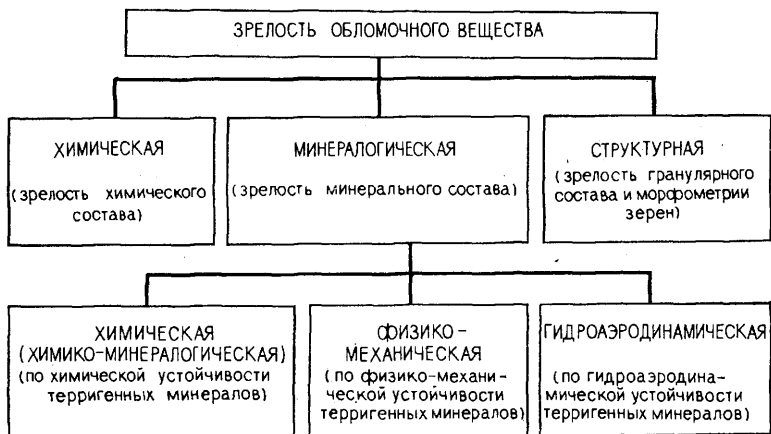 ЗРЕЛОСТЬ ОБЛОМОЧНОГО ВЕЩЕСТВА
ХИМИЧЕСКАЯ
(зрелость химического
состава)
МИНЕРАЛОГИЧЕСКАЯ
(зрелость минерального состава)
СТРУКТУРНАЯ
(зрелость гранулярного
состава и морфометрии
зерен)
ХИМИЧЕСКАЯ
(ХИМИКО-МИНЕРАЛОГИЧЕСКАЯ)
(по химической устойчивости
терригенных минералов)
ФИЗИКО-
МЕХАНИЧЕСКАЯ
(по физико-механи-
ческой устойчивости
терригенных минералов)
ГИДРОАЭРОДИНАМИЧЕСКАЯ
(по гидроаэродина-
мической устойчивости
терригенных минералов)